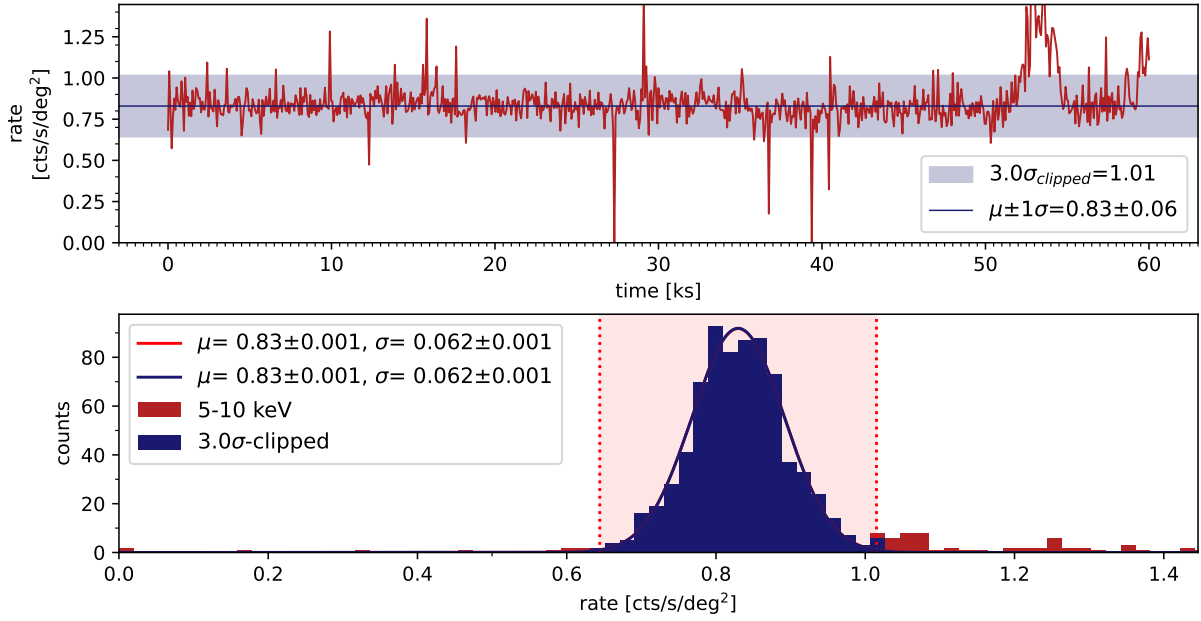 1.25
1.00
0.75
0.50
0.25
0.00
rate
[cts/s/deg²]
3.0σclipped=1.01
μ±1σ=0.83±0.06
0 10 20 30 40 50 60
time [ks]
80
60
40
20
0
counts
μ= 0.83±0.001, σ= 0.062±0.001
μ= 0.83±0.001, σ= 0.062±0.001
5-10 keV
3.0σ-clipped
0.0 0.2 0.4 0.6 0.8 1.0 1.2 1.4
rate [cts/s/deg²]